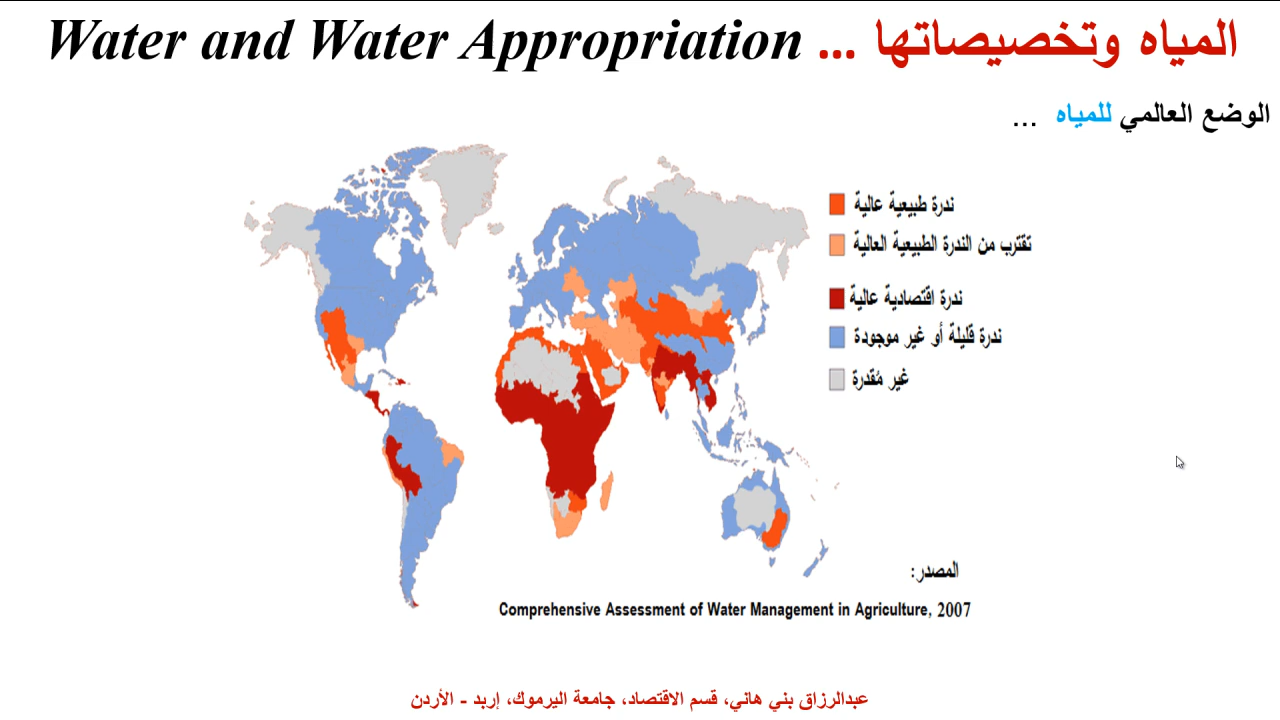 المياه وتخصيصاتها ... Water and Water Appropriation
الوضع العالمي للمياه ...
ندرة طبيعية عالية
تقترب من الندرة الطبيعية العالية
ندرة اقتصادية عالية
ندرة قليلة أو غير موجودة
غير مُقدرة
المصدر:
Comprehensive Assessment of Water Management in Agriculture, 2007
عبدالرزاق بني هاني، قسم الاقتصاد، جامعة اليرموك، إربد - الأردن